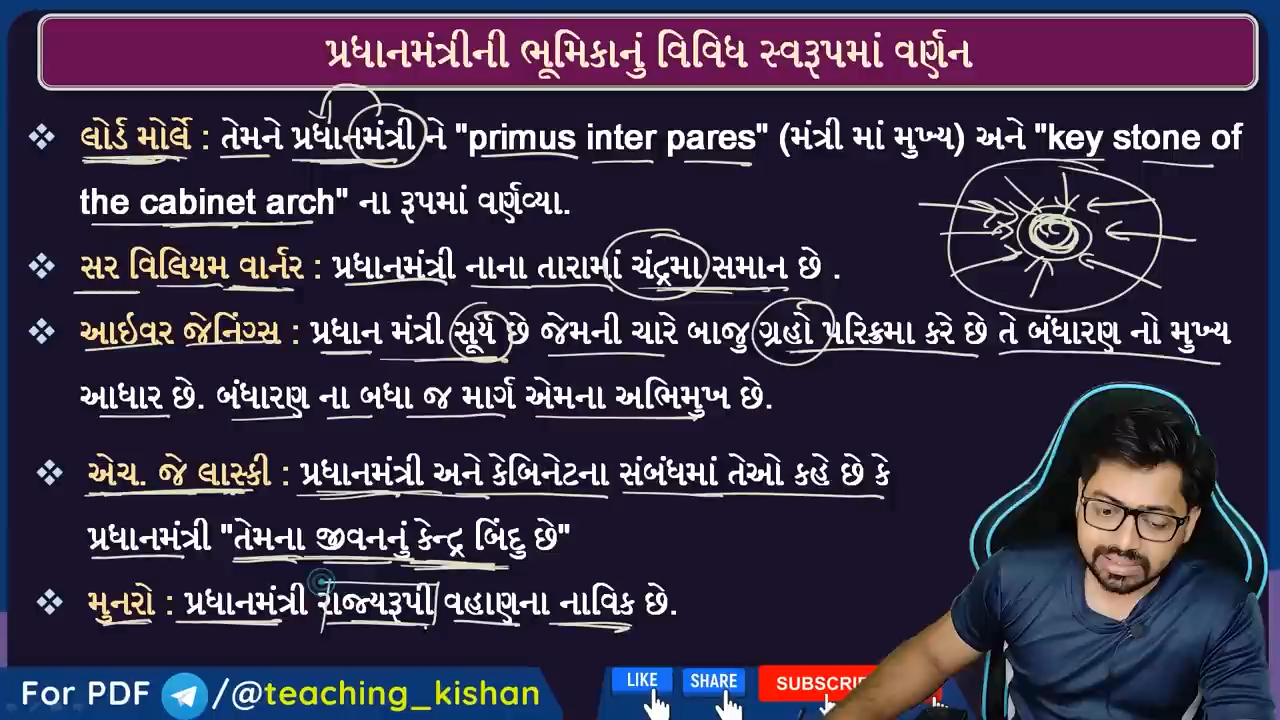 પ્રધાનમંત્રીની ભૂમિકાનું વિવિધ સ્વરૂપમાં વર્ણન
❖ લોર્ડ મોર્લે : તેમને પ્રધાનમંત્રી ને "primus inter pares" (મંત્રી માં મુખ્ય) અને "key stone of
the cabinet arch" ના રૂપમાં વર્ણવ્યા.
❖ સર વિલિયમ વાર્નર : પ્રધાનમંત્રી નાના તારામાં ચંદ્રમા સમાન છે .
❖ આઇવર જેનિંગ્સ : પ્રધાન મંત્રી સૂર્ય છે જેમની ચારે બાજુ ગ્રહો પરિક્રમા કરે છે તે બંધારણ નો મુખ્ય
આધાર છે. બંધારણ ના બધા જ માર્ગ એમના અભિમુખ છે.
❖ એચ. જે લાસ્કી : પ્રધાનમંત્રી અને કેબિનેટના સંબંધમાં તેઓ કહે છે કે
પ્રધાનમંત્રી "તેમના જીવનનું કેન્દ્ર બિંદુ છે"
❖ મુનરો : પ્રધાનમંત્રી રાજ્યરૂપી વહાણના નાવિક છે.
For PDF /@teaching_kishan LIKE SHARE